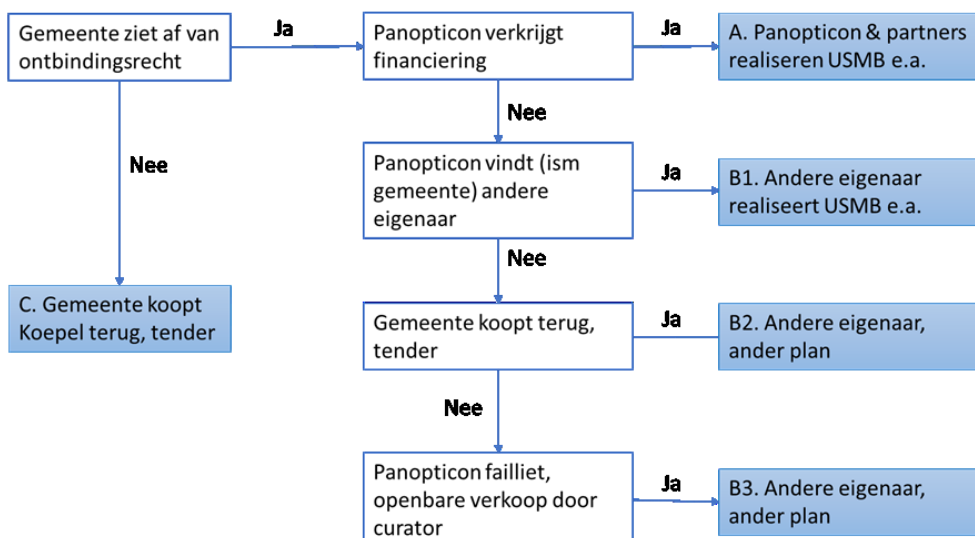 Gemeente ziet af van
ontbindingsrecht
Ja
Panopticon verkrijgt
financiering
Ja
A. Panopticon & partners
realiseren USMB e.a.
Nee
Nee
Panopticon vindt (ism
gemeente) andere
eigenaar
Ja
B1. Andere eigenaar
realiseert USMB e.a.
Nee
C. Gemeente koopt
Koepel terug, tender
Gemeente koopt terug,
tender
Ja
B2. Andere eigenaar,
ander plan
Nee
Panopticon failliet,
openbare verkoop door
curator
Ja
B3. Andere eigenaar,
ander plan